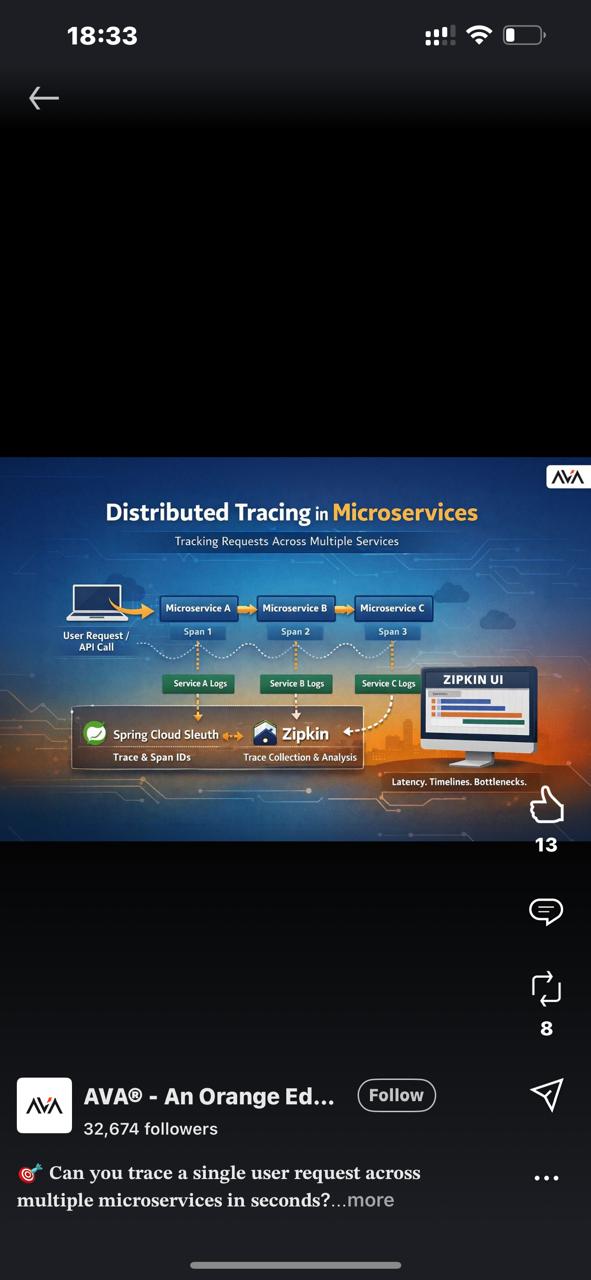 18:33
AVA
Distributed Tracing in Microservices
Tracking Requests Across Multiple Services
User Request /
API Call
Microservice A
Microservice B
Microservice C
Span 1
Span 2
Span 3
Service A Logs
Service B Logs
Service C Logs
ZIPKIN UI
Spring Cloud Sleuth
Zipkin
Trace & Span IDs
Trace Collection & Analysis
Latency. Timelines. Bottlenecks.
13
8
AVA
AVA® - An Orange Ed...
Follow
32,674 followers
🎯 Can you trace a single user request across
multiple microservices in seconds?...more